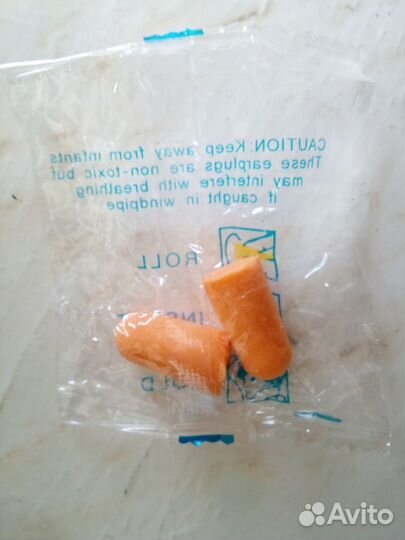 CAUTION: Keep away from infants
These earplugs are non-toxic but
may interfere with breathing
if caught in windpipe
ROLL
Avito